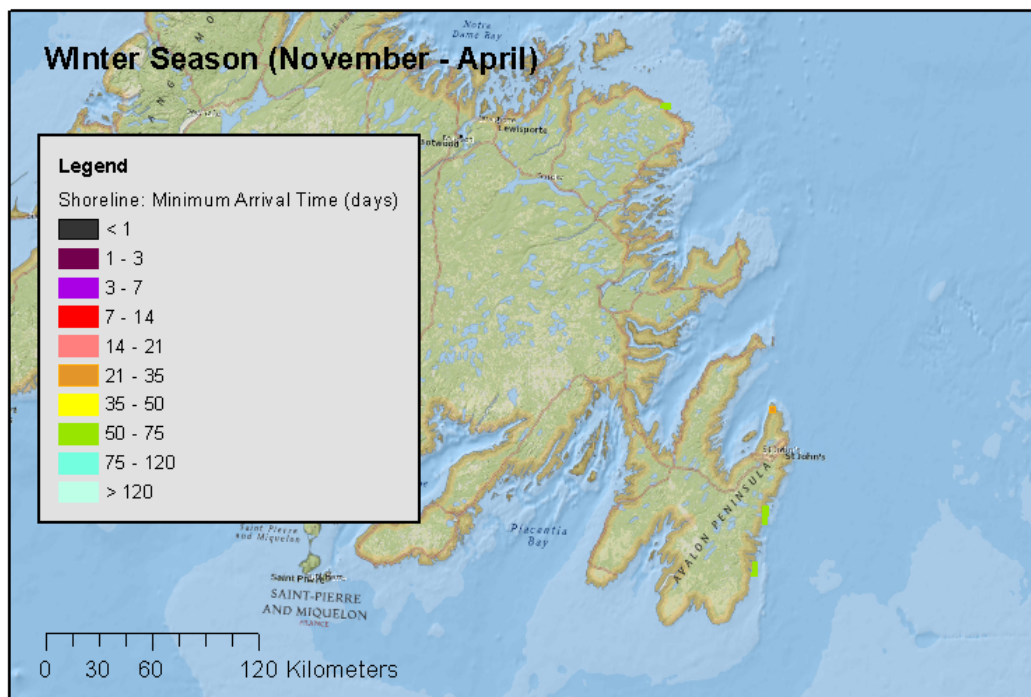 Winter Season (November - April)
Notre
Dame Bay
Lewisporte
Legend
Shoreline: Minimum Arrival Time (days)
< 1
1 - 3
3 - 7
7 - 14
14 - 21
21 - 35
35 - 50
50 - 75
75 - 120
> 120
St John's
AVALON PENINSULA
Placentia
Bay
Saint Pierre
and Miquelon
SAINT-PIERRE
AND MIQUELON
FRANCE
0 30 60 120 Kilometers